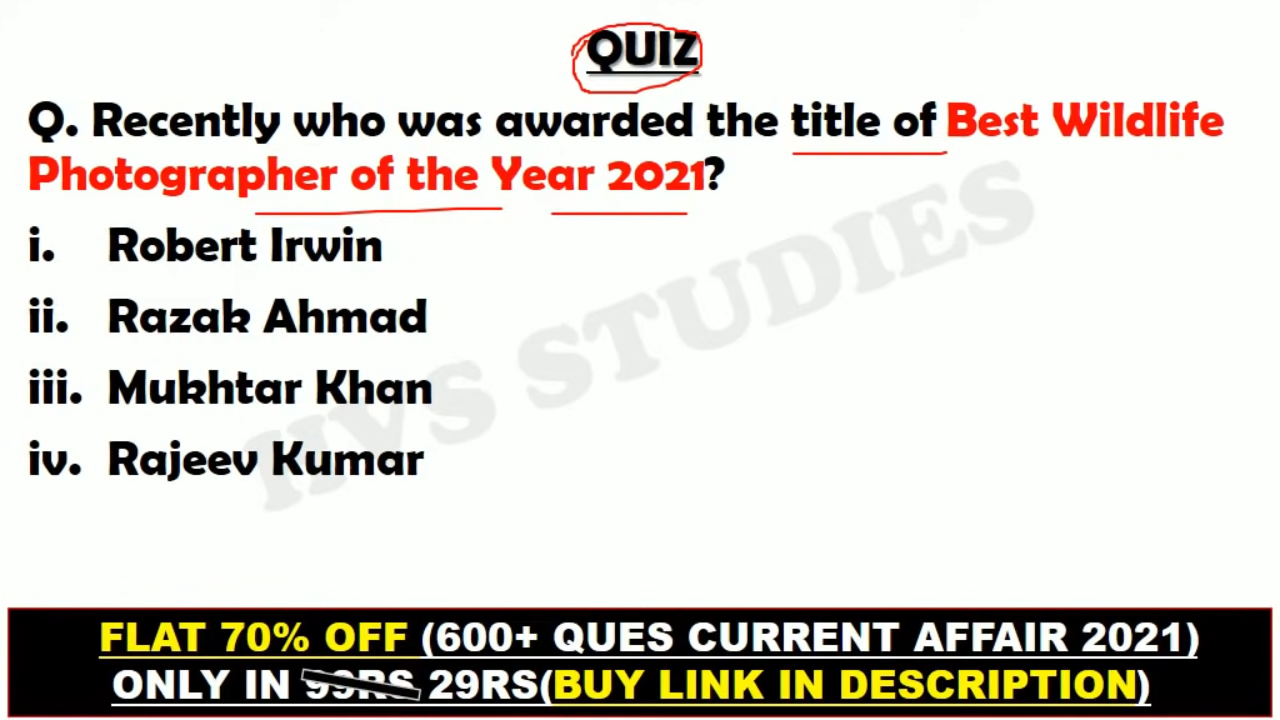 QUIZ
Q. Recently who was awarded the title of Best Wildlife
Photographer of the Year 2021?
i. Robert Irwin
ii. Razak Ahmad
iii. Mukhtar Khan
iv. Rajeev Kumar
IIVS STUDIES
FLAT 70% OFF (600+ QUES CURRENT AFFAIR 2021)
ONLY IN 99RS 29RS(BUY LINK IN DESCRIPTION)